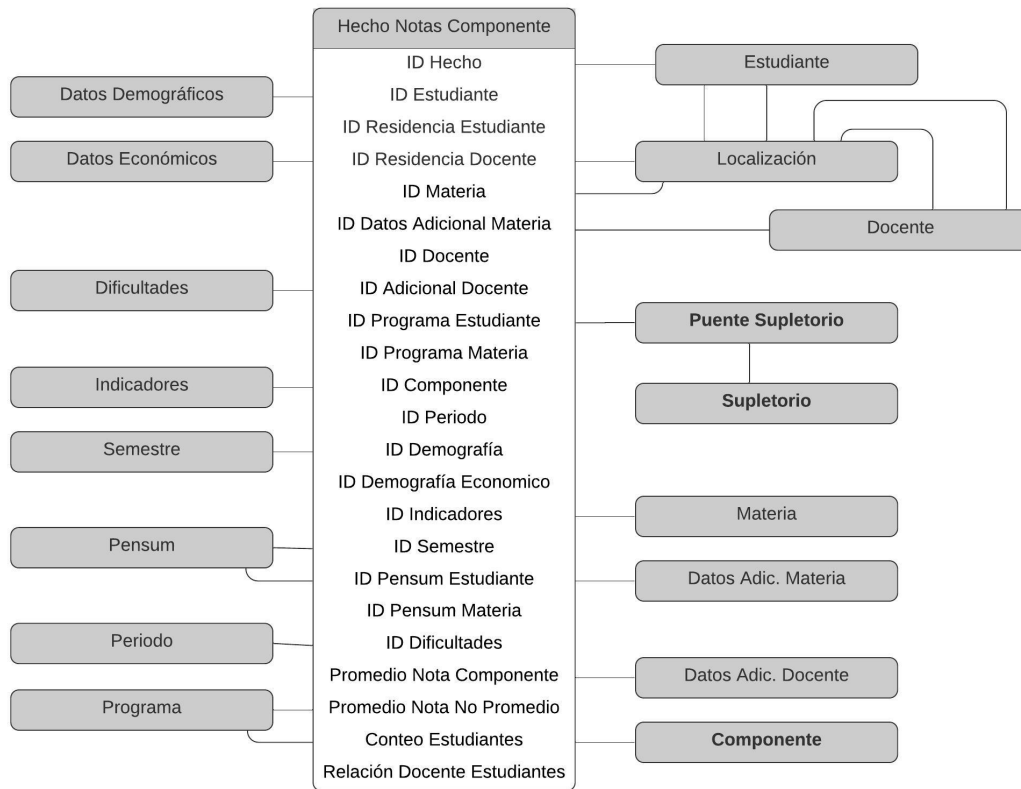 Hecho Notas Componente
ID Hecho
ID Estudiante
ID Residencia Estudiante
ID Residencia Docente
ID Materia
ID Datos Adicional Materia
ID Docente
ID Adicional Docente
ID Programa Estudiante
ID Programa Materia
ID Componente
ID Periodo
ID Demografía
ID Demografía Economico
ID Indicadores
ID Semestre
ID Pensum Estudiante
ID Pensum Materia
ID Dificultades
Promedio Nota Componente
Promedio Nota No Promedio
Conteo Estudiantes
Relación Docente Estudiantes
Datos Demográficos
Datos Económicos
Dificultades
Indicadores
Semestre
Pensum
Periodo
Programa
Estudiante
Localización
Docente
Puente Supletorio
Supletorio
Materia
Datos Adic. Materia
Datos Adic. Docente
Componente